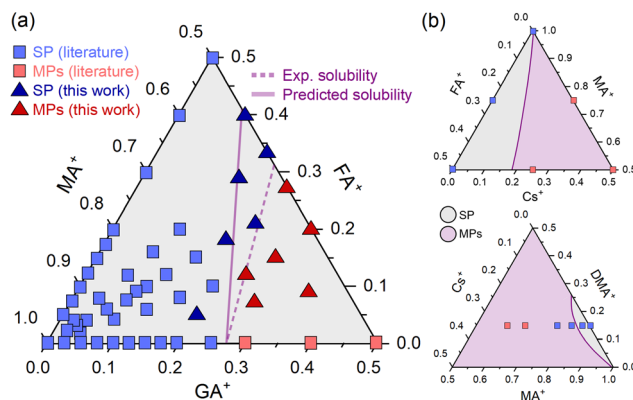 (a)
SP (literature)
MPs (literature)
SP (this work)
MPs (this work)
Exp. solubility
Predicted solubility
0.5
0.5
0.6
0.4
0.7
0.3
0.8
0.2
0.9
0.1
1.0
0.0
MA⁺
FA⁺
0.0
0.1
0.2
0.3
0.4
0.5
GA⁺
(b)
0.0
1.0
0.1
0.9
0.2
0.8
0.3
0.7
0.4
0.6
0.5
0.5
FA⁺
MA⁺
0.0
0.1
0.2
0.3
0.4
0.5
Cs⁺
SP
MPs
0.0
0.5
0.1
0.4
0.2
0.3
0.3
0.2
0.4
0.1
0.5
0.0
Cs⁺
DMA⁺
0.5
0.6
0.7
0.8
0.9
1.0
MA⁺